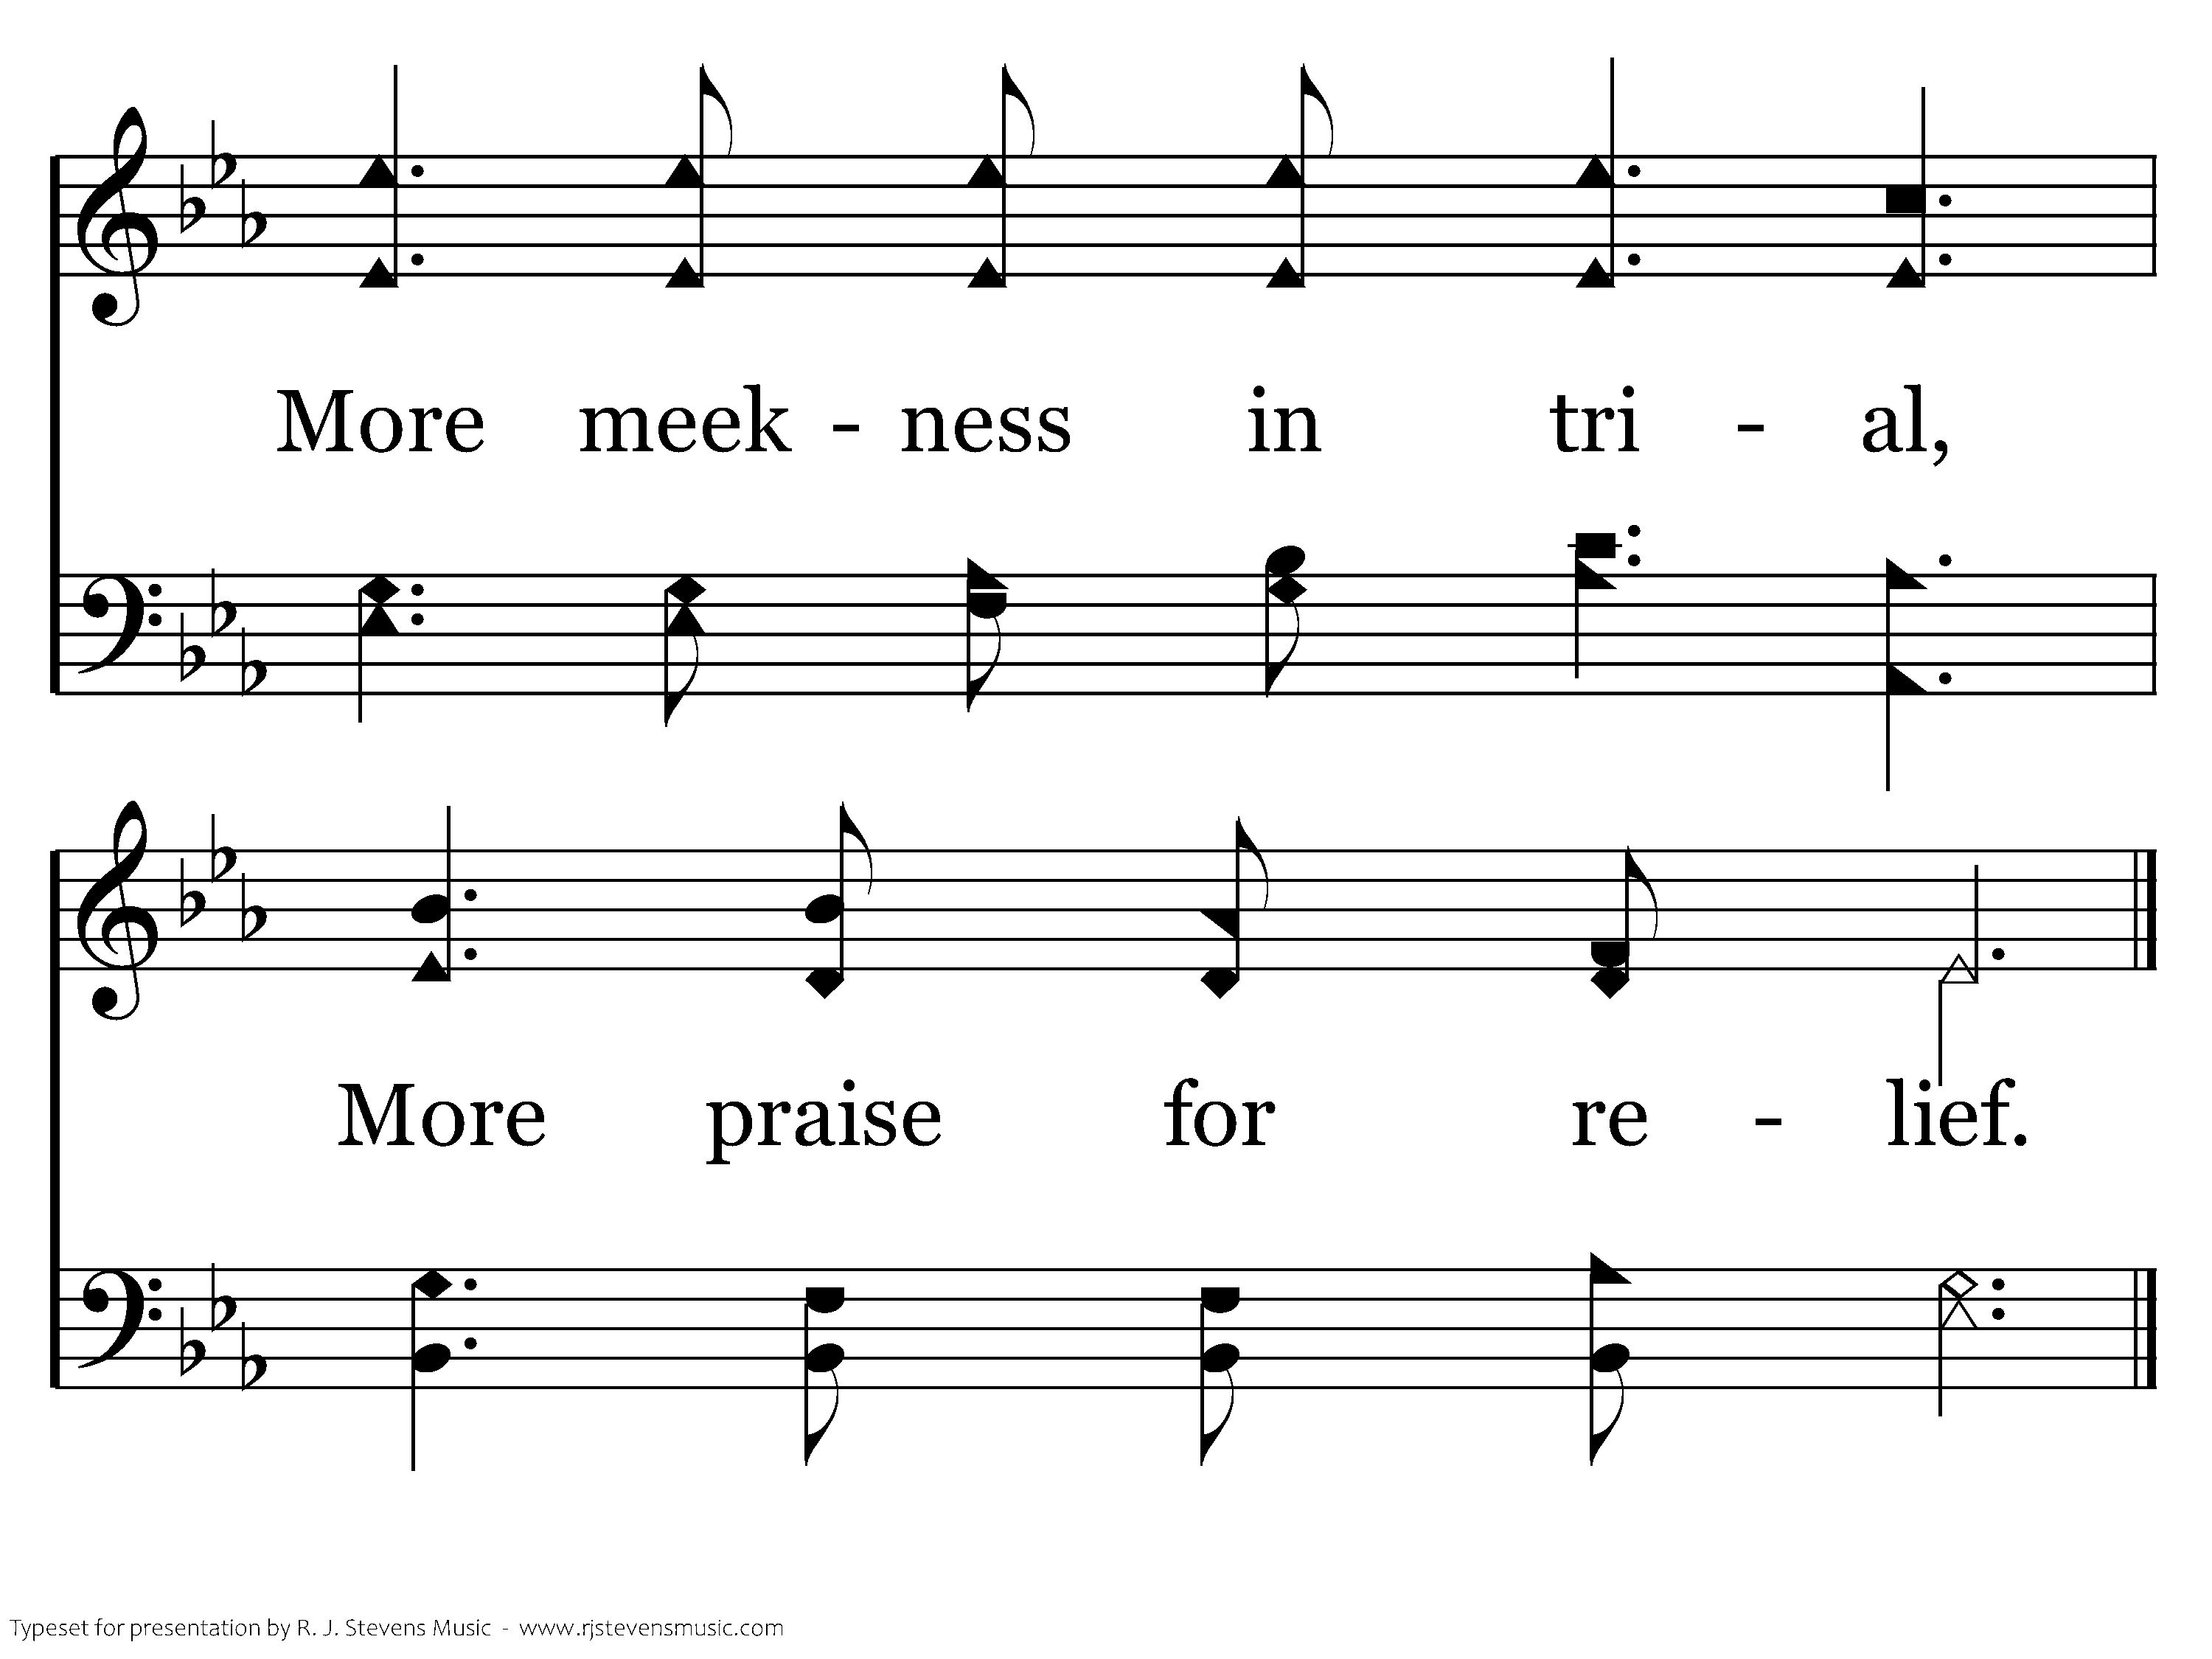 More meek - ness in tri - al,
More praise for re - lief.
Typeset for presentation by R. J. Stevens Music - www.rjstevensmusic.com